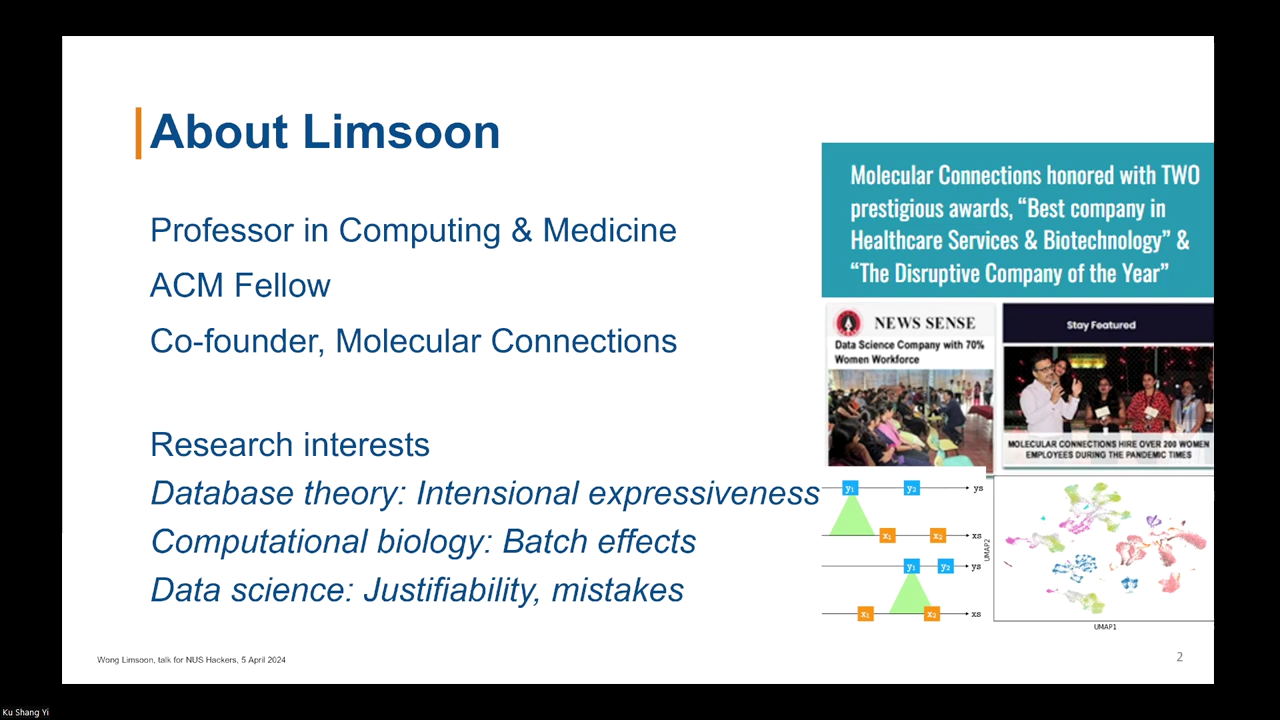 About Limsoon
Professor in Computing & Medicine
ACM Fellow
Co-founder, Molecular Connections
Research interests
Database theory: Intensional expressiveness
Computational biology: Batch effects
Data science: Justifiability, mistakes
Molecular Connections honored with TWO
prestigious awards, “Best company in
Healthcare Services & Biotechnology” &
“The Disruptive Company of the Year”
NEWS SENSE
Data Science Company with 70%
Women Workforce
Stay Featured
MOLECULAR CONNECTIONS HIRE OVER 200 WOMEN
EMPLOYEES DURING THE PANDEMIC TIMES
y₁ y₂ ys
x₁ x₂ xs
y₁ y₂ ys
x₁ x₂ xs
UMAP2
UMAP1
Wong Limsoon, talk for NUS Hackers, 5 April 2024
2
Ku Shang Yi